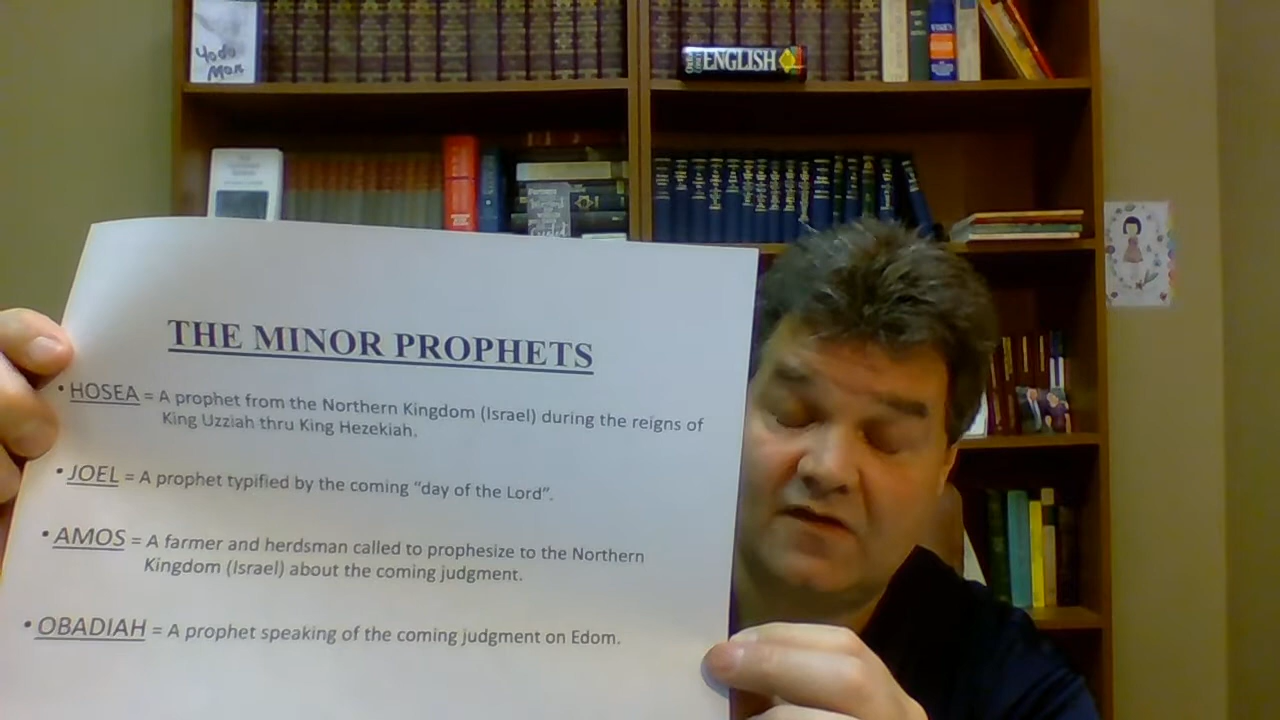 Yoda
Man
ENGLISH
THE MINOR PROPHETS
• HOSEA = A prophet from the Northern Kingdom (Israel) during the reigns of
King Uzziah thru King Hezekiah.
• JOEL = A prophet typified by the coming “day of the Lord”.
• AMOS = A farmer and herdsman called to prophesize to the Northern
Kingdom (Israel) about the coming judgment.
• OBADIAH = A prophet speaking of the coming judgment on Edom.